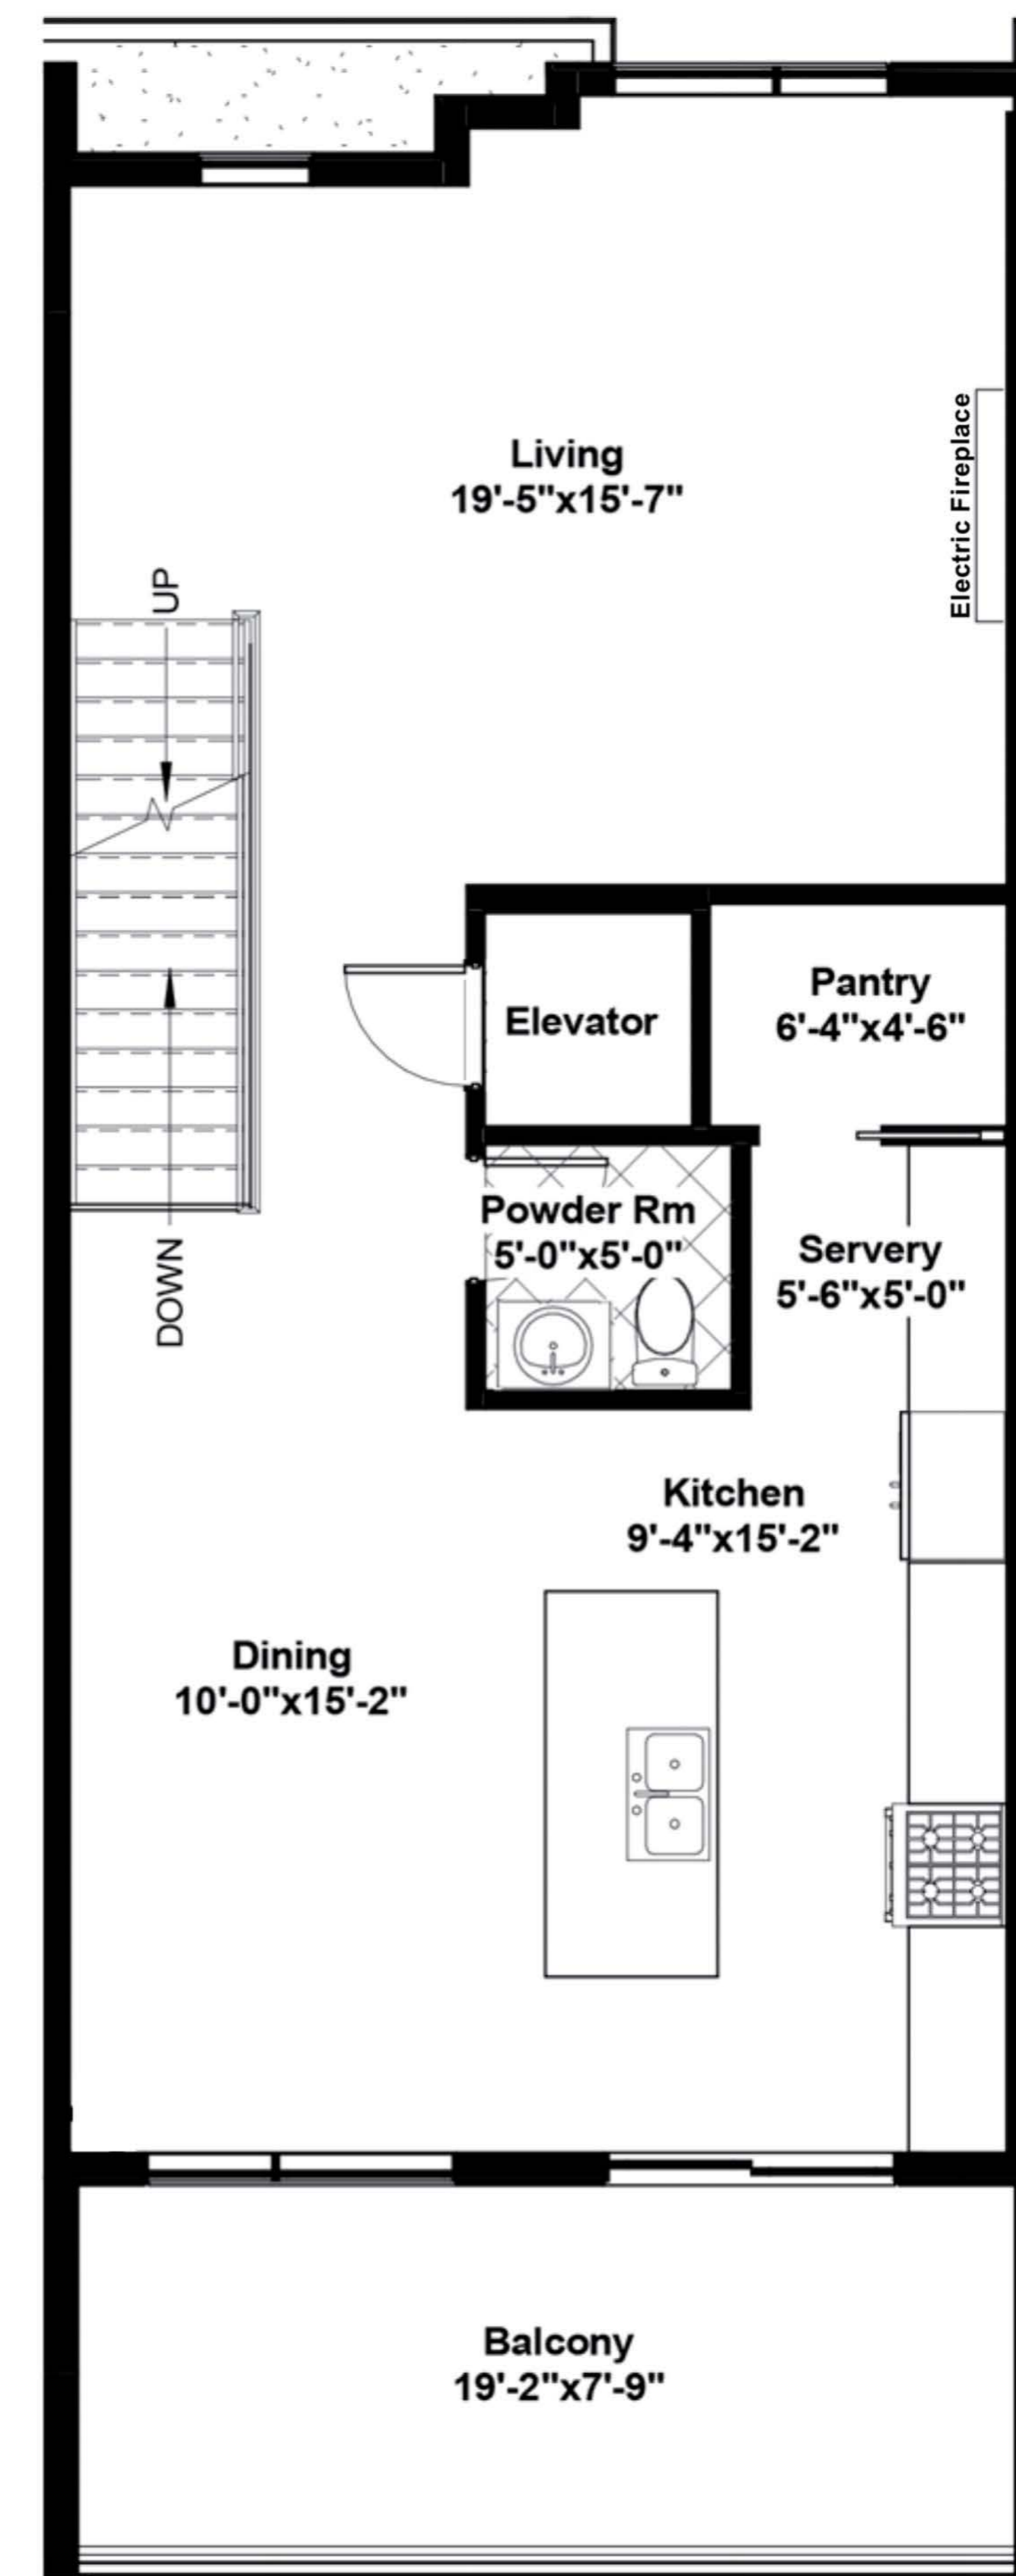 Living
19'-5"x15'-7"
Electric Fireplace
UP
Elevator
Pantry
6'-4"x4'-6"
Powder Rm
5'-0"x5'-0"
Servery
5'-6"x5'-0"
DOWN
Kitchen
9'-4"x15'-2"
Dining
10'-0"x15'-2"
Balcony
19'-2"x7'-9"